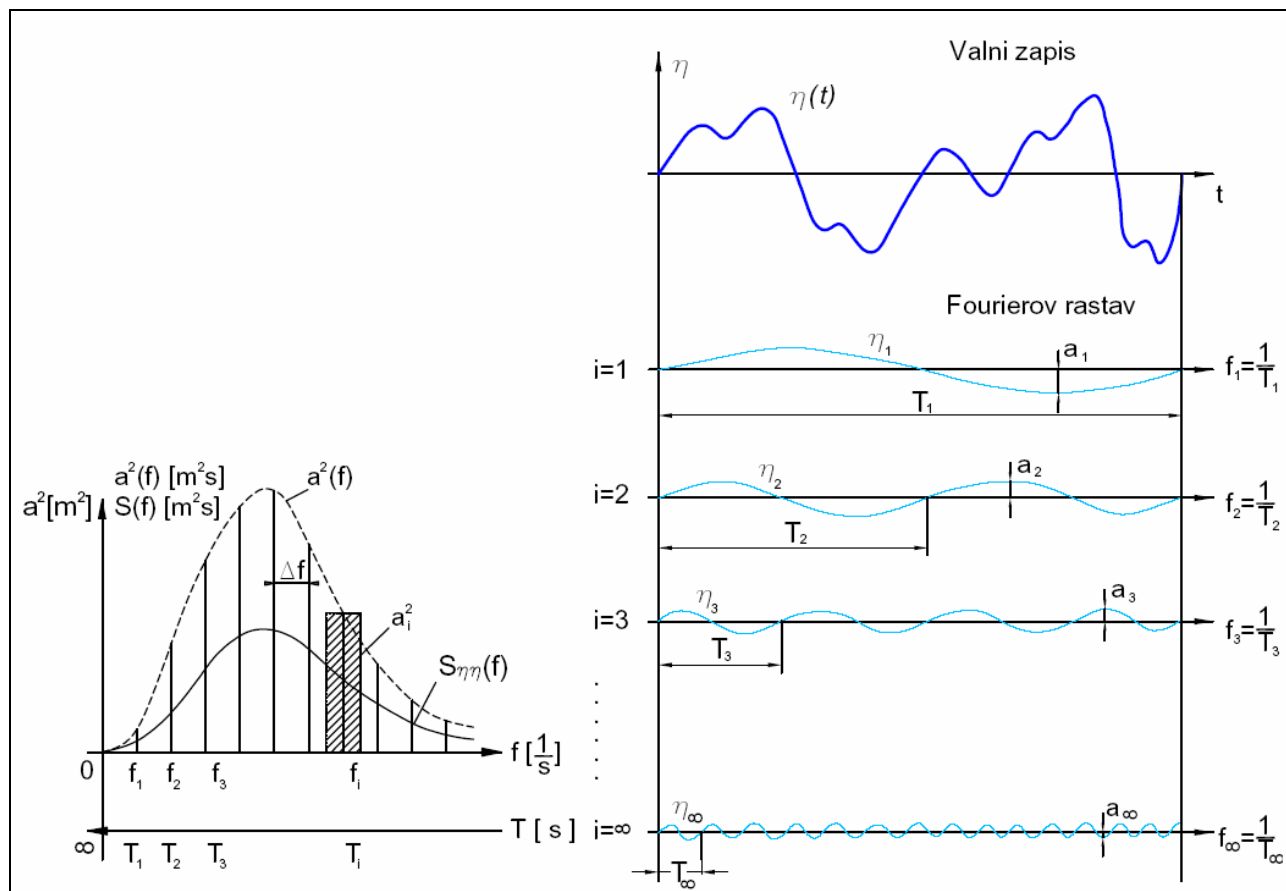 Valni zapis
η
η(t)
t
Fourierov rastav
η₁
a₁
i=1
f₁=1/T₁
T₁
η₂
a₂
i=2
f₂=1/T₂
T₂
η₃
a₃
i=3
f₃=1/T₃
T₃
η∞
a∞
i=∞
f∞=1/T∞
T∞
a²(f) [m²s]
a²[m²]
S(f) [m²s]
a²(f)
Δf
aᵢ²
Sηη(f)
0
f₁ f₂ f₃ fᵢ
f [1/s]
T [ s ]
∞
T₁ T₂ T₃ Tᵢ